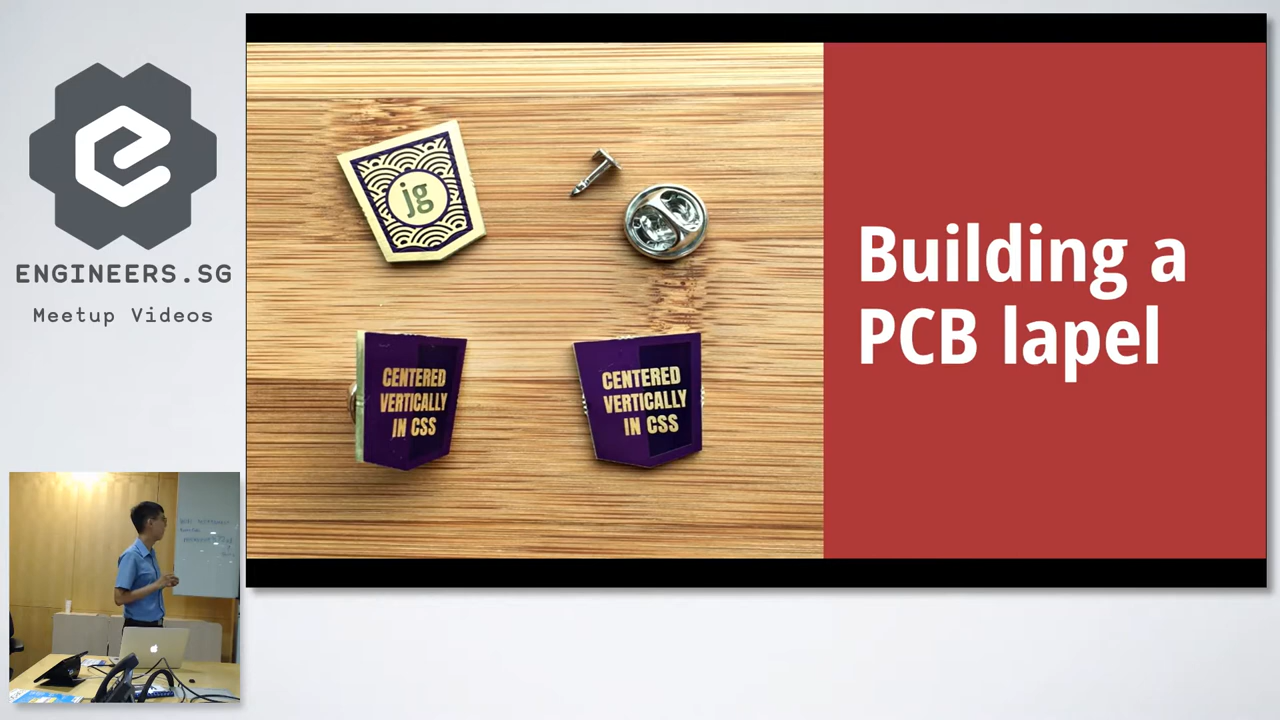 ENGINEERS.SG
Meetup Videos
jg
CENTERED
VERTICALLY
IN CSS
CENTERED
VERTICALLY
IN CSS
Building a
PCB lapel